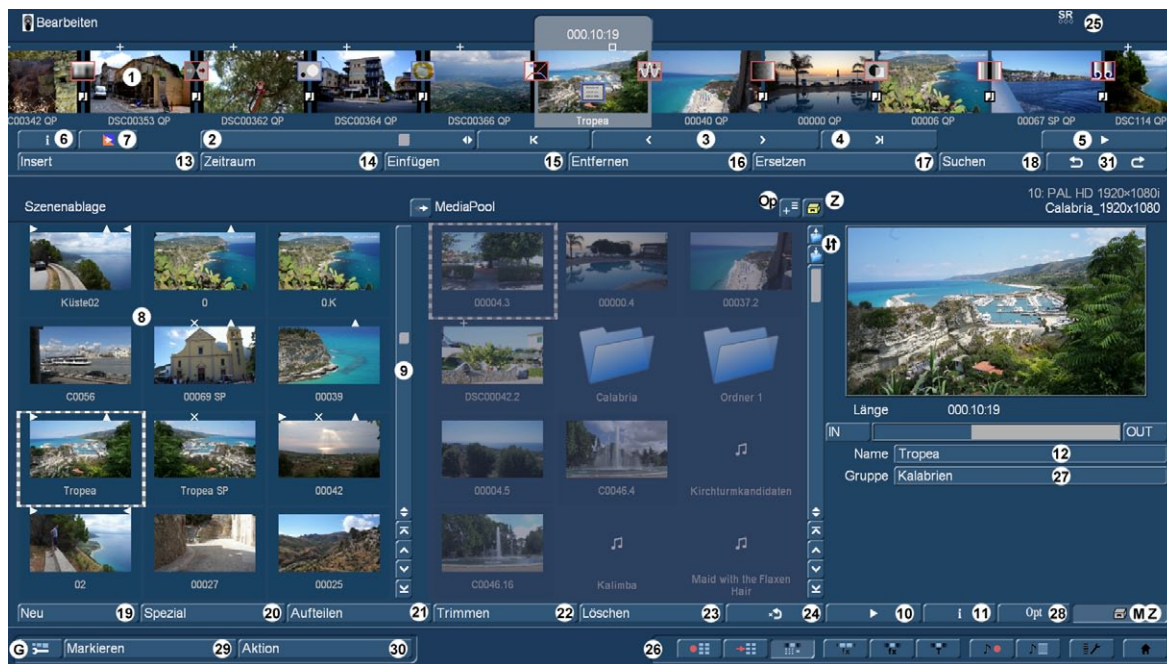 Bearbeiten
000.10:19
SR
25
1
DSC00342 QP DSC00353 QP DSC00362 QP DSC00364 QP DSC00366 QP Tropea 00040 QP 00000 QP 00006 QP 00067 SP QP DSC114 QP
i 6 7 2 3 4 5
Insert 13 Zeitraum 14 Einfügen 15 Entfernen 16 Ersetzen 17 Suchen 18 31
10: PAL HD 1920×1080i
Szenenablage MediaPool Op Z Calabria_1920x1080
Küste02 0 0.K 00004.3 00000.4 00037.2
8
9
C0056 00069 SP 00039 DSC00042.2 Calabria Ordner 1
Länge 000.10:19
IN OUT
Name Tropea 12
Gruppe Kalabrien 27
Tropea Tropea SP 00042 00004.5 C0046.4 Kirchturmkandidaten
02 00027 00025 C0046.16 Kalimba Maid with the Flaxen
Hair
Neu 19 Spezial 20 Aufteilen 21 Trimmen 22 Löschen 23 24 10 i 11 Opt 28 M Z
G Markieren 29 Aktion 30 26